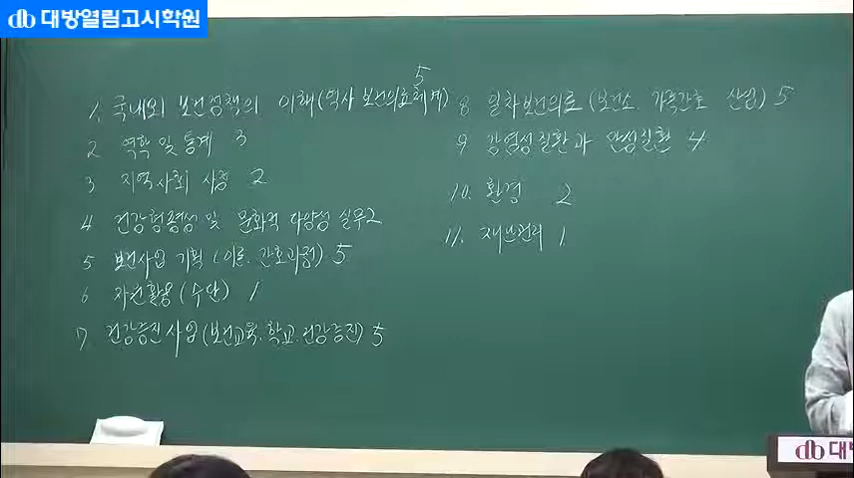 대방열림고시학원
5
1. 국내외 보건정책의 이해(역사 보건의료체계)
2 역학 및 통계 3
3 지역사회 사정 2
4 건강형평성 및 문화적 다양성 실무2
5 보건사업 기획 (이론. 간호과정) 5
6 자원활용(수단) 1
7 건강증진사업(보건교육.학교.건강증진) 5
8 일차보건의료(보건소. 가족간호 산업) 5
9 감염성질환과 만성질환 4
10. 환경 2
11. 재난관리 1
대방